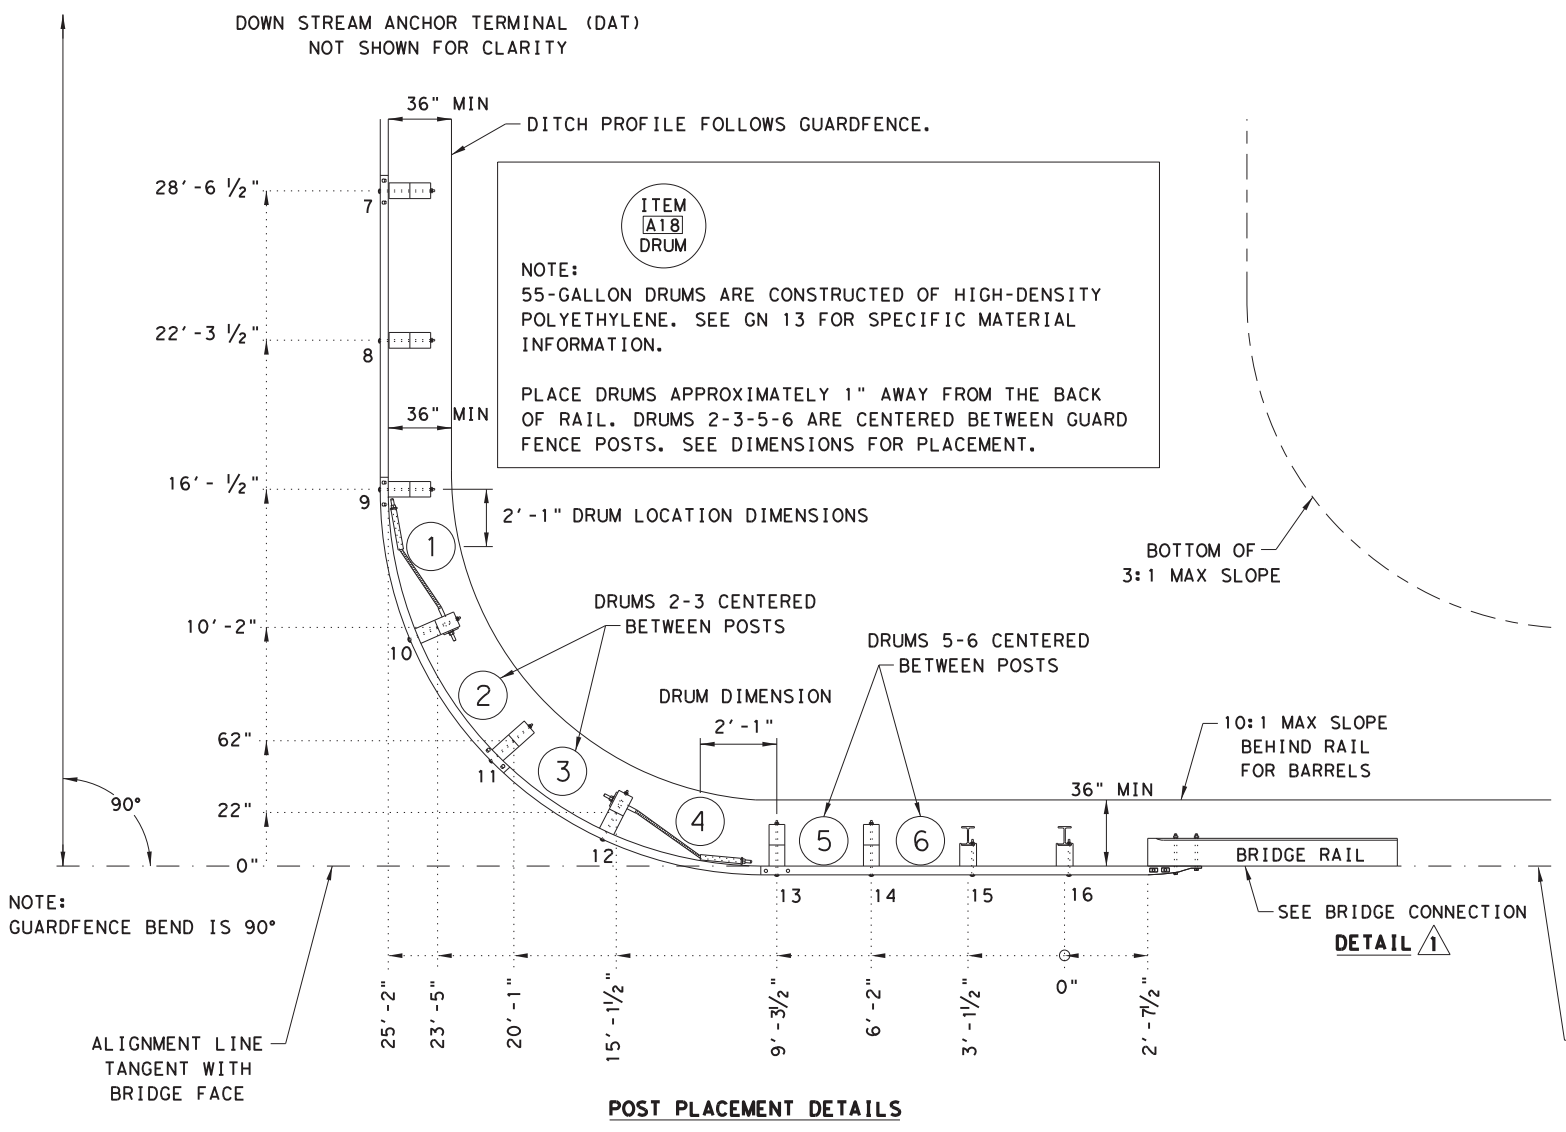 DOWN STREAM ANCHOR TERMINAL (DAT)
NOT SHOWN FOR CLARITY
36" MIN
DITCH PROFILE FOLLOWS GUARDFENCE.
28'-6 ½"
7
ITEM
A18
DRUM
NOTE:
55-GALLON DRUMS ARE CONSTRUCTED OF HIGH-DENSITY
POLYETHYLENE. SEE GN 13 FOR SPECIFIC MATERIAL
INFORMATION.
PLACE DRUMS APPROXIMATELY 1" AWAY FROM THE BACK
OF RAIL. DRUMS 2-3-5-6 ARE CENTERED BETWEEN GUARD
FENCE POSTS. SEE DIMENSIONS FOR PLACEMENT.
22'-3 ½"
8
36" MIN
16'- ½"
9
2'-1" DRUM LOCATION DIMENSIONS
1
BOTTOM OF
3:1 MAX SLOPE
DRUMS 2-3 CENTERED
BETWEEN POSTS
10'-2"
10
DRUMS 5-6 CENTERED
BETWEEN POSTS
2
DRUM DIMENSION
2'-1"
10:1 MAX SLOPE
BEHIND RAIL
FOR BARRELS
62"
11
3
36" MIN
90°
22"
4
5
6
12
0"
BRIDGE RAIL
13
14
15
16
NOTE:
GUARDFENCE BEND IS 90°
SEE BRIDGE CONNECTION
DETAIL 1
25'-2"
23'-5"
20'-1"
15'-1½"
9'-3½"
6'-2"
3'-1½"
0"
2'-7½"
ALIGNMENT LINE
TANGENT WITH
BRIDGE FACE
POST PLACEMENT DETAILS